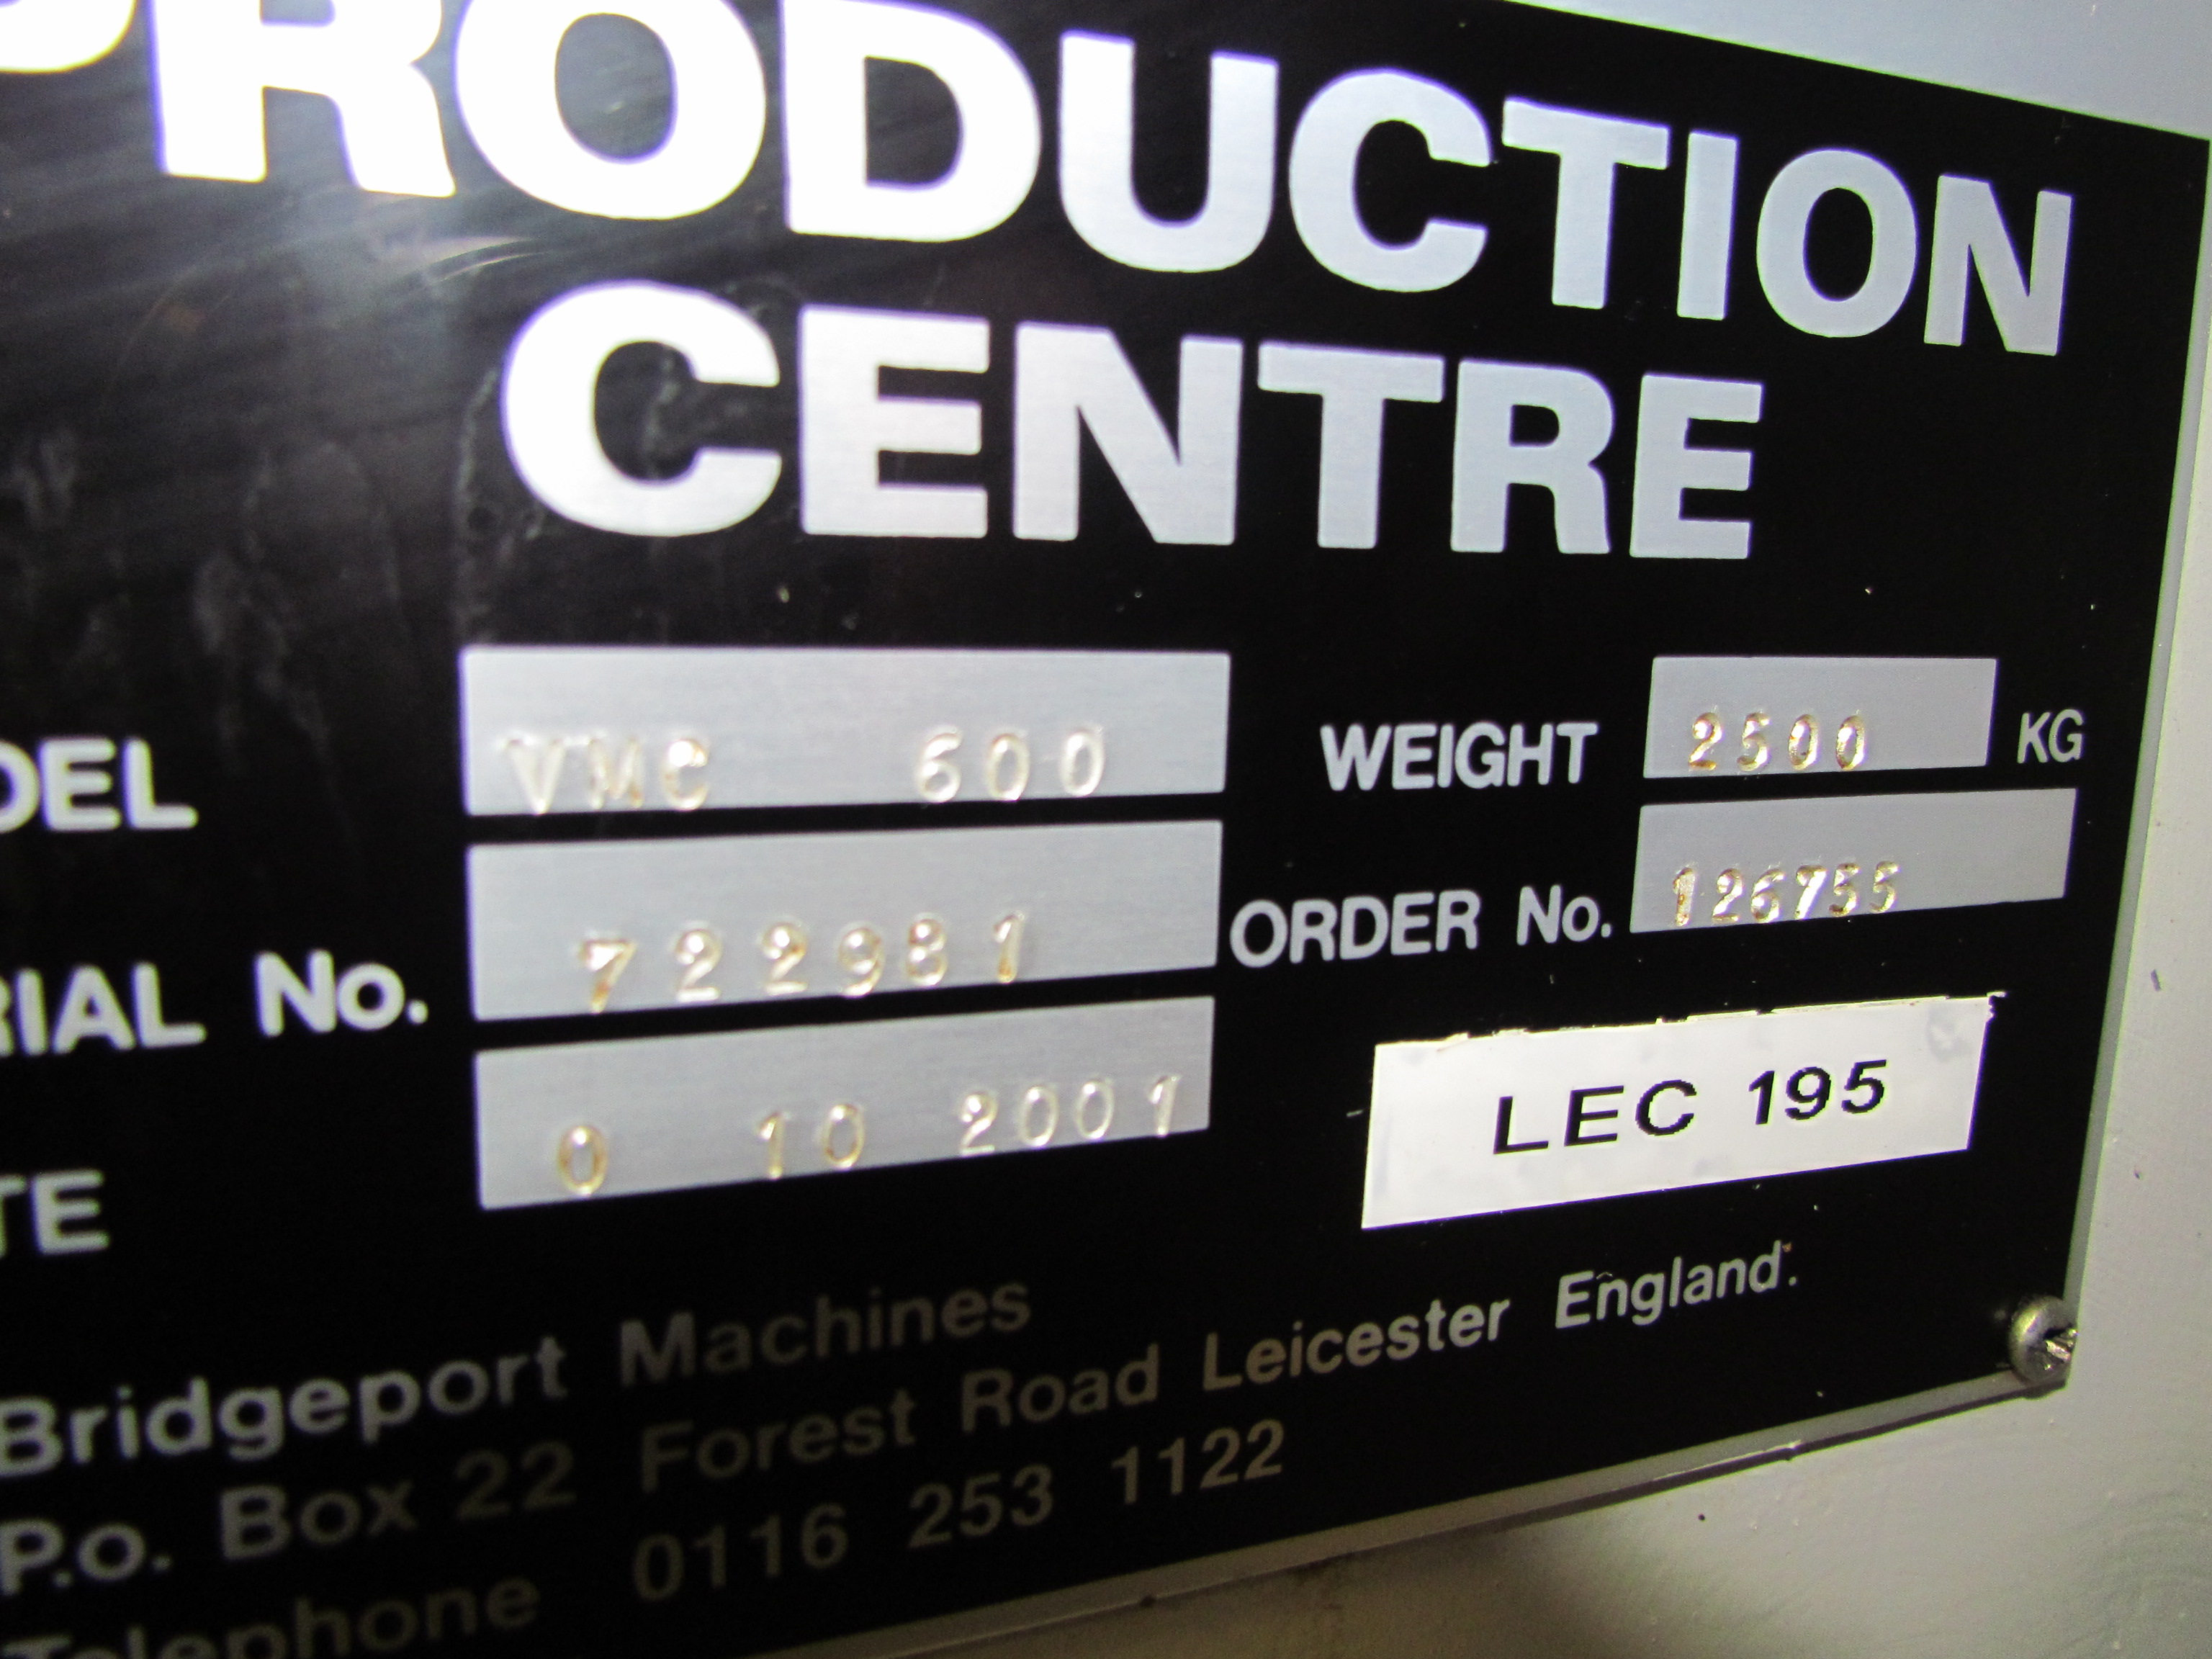 PRODUCTION
CENTRE
DEL VMC 600 WEIGHT 2500 KG
RIAL No. 722981 ORDER No. 126755
TE 0 10 2001
LEC 195
Bridgeport Machines
P.o. Box 22 Forest Road Leicester England.
Telephone 0116 253 1122